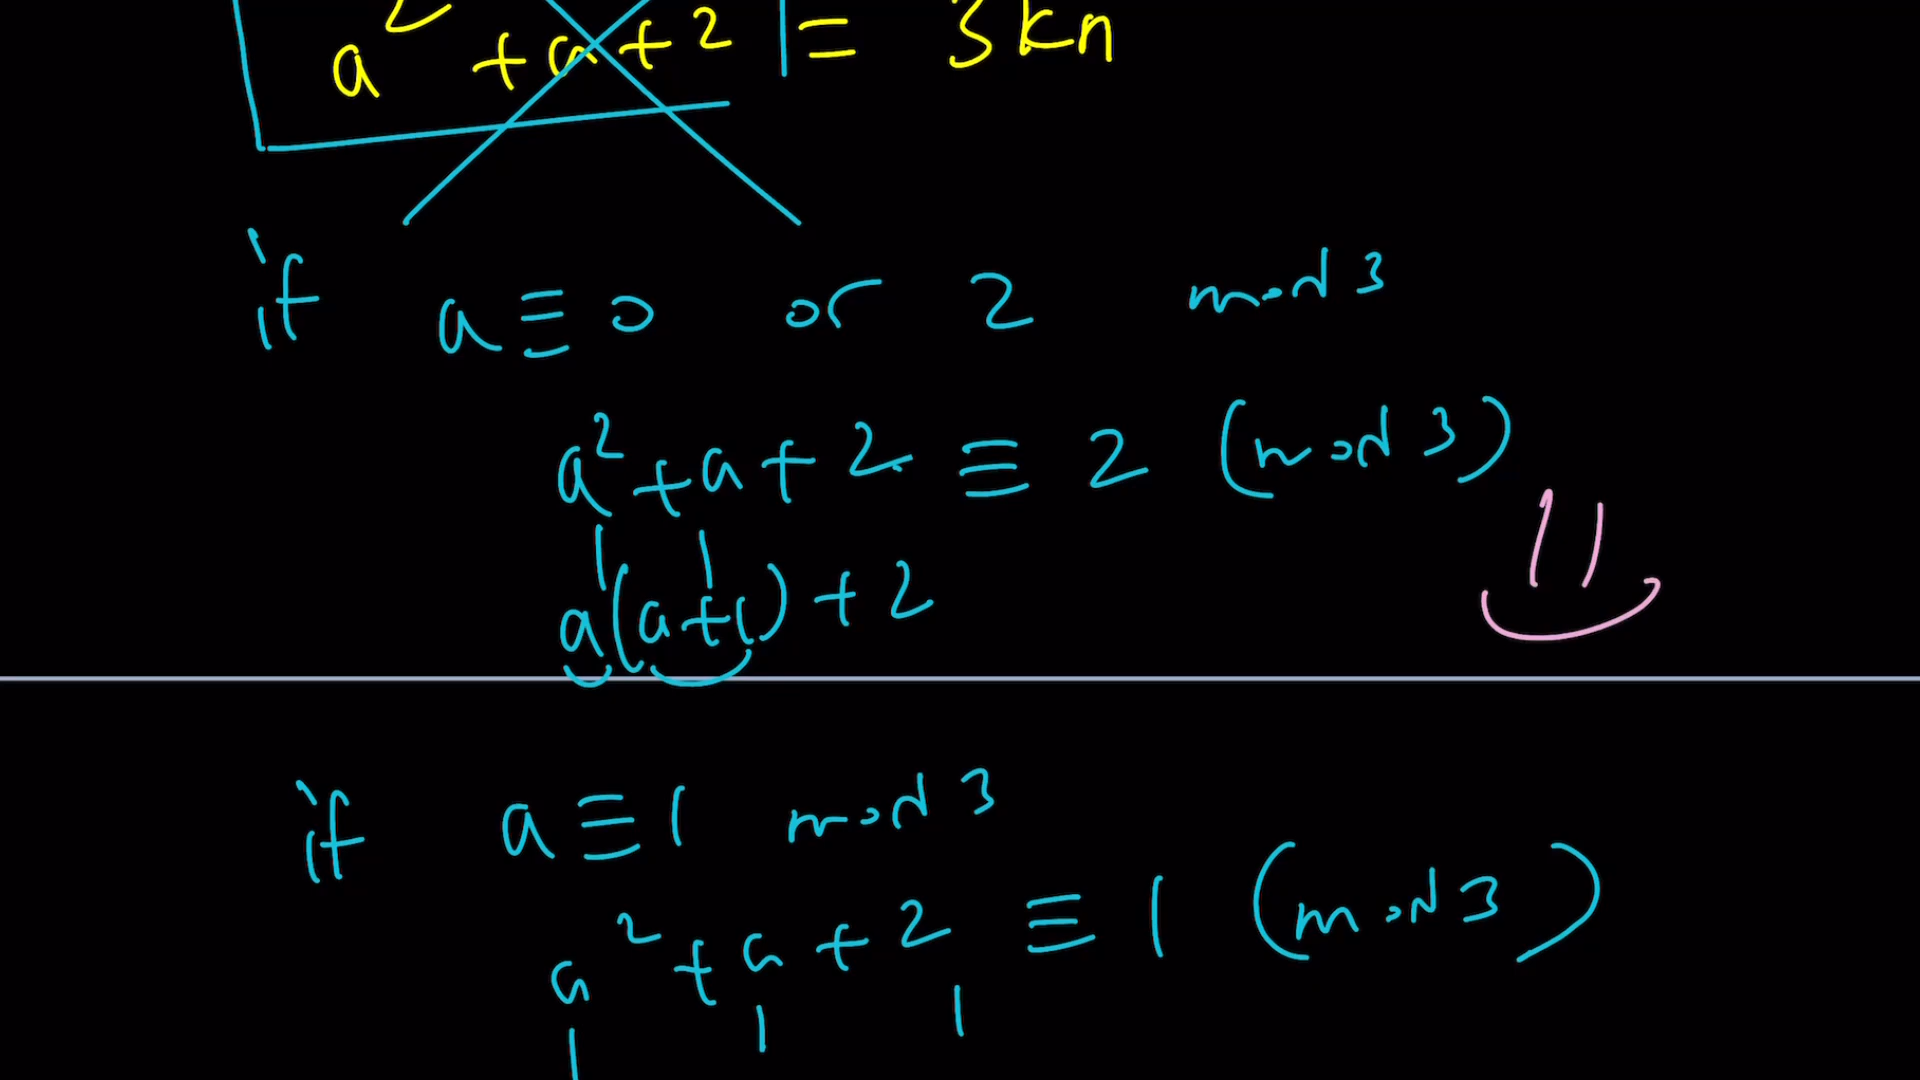 a² + a + 2 = 3kn
if a ≡ 0 or 2 mod 3
a² + a + 2 ≡ 2 (mod 3)
a(a+1) + 2
if a ≡ 1 mod 3
a² + a + 2 ≡ 1 (mod 3)